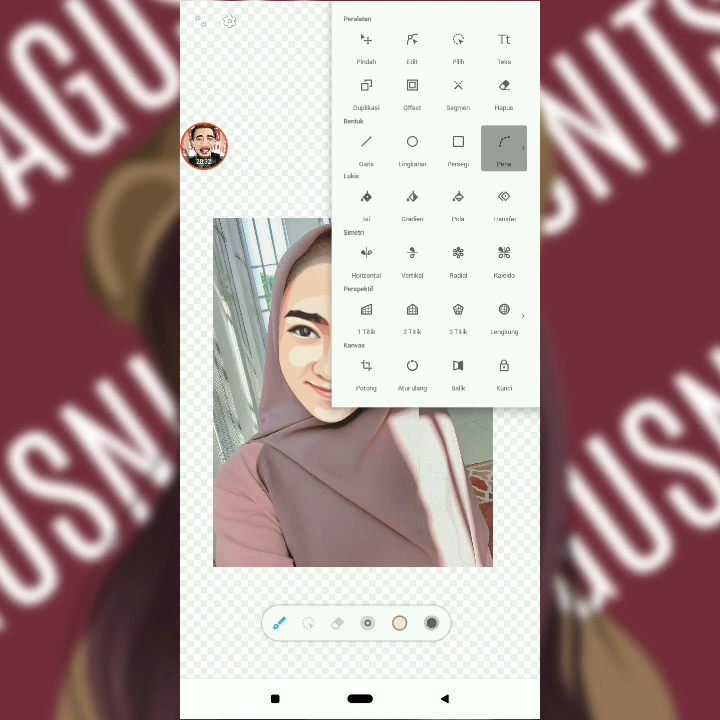 Peralatan
Pindah Edit Pilih Teks
Duplikasi Offset Segmen Hapus
Bentuk
Garis Lingkaran Persegi Pena
Lukis
Isi Gradien Pola Transfer
Simetri
Horizontal Vertikal Radial Kaleido
Perspektif
1 Titik 2 Titik 3 Titik Lengkung
Kanvas
Potong Atur ulang Balik Kunci
28:32